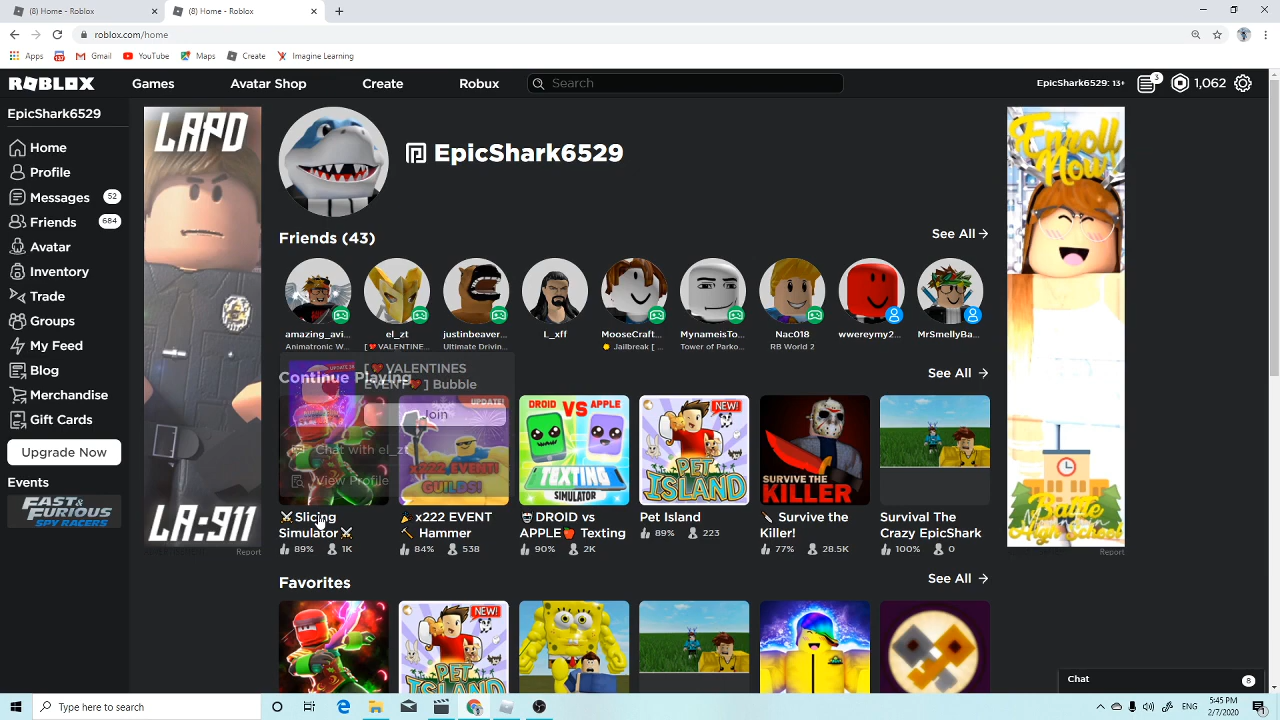 (8) Home - Roblox
(8) Home - Roblox
roblox.com/home
Apps
Gmail
YouTube
Maps
Create
Imagine Learning
ROBLOX
Games
Avatar Shop
Create
Robux
Search
EpicShark6529: 13+
3
1,062
EpicShark6529
Home
Profile
Messages 52
Friends 684
Avatar
Inventory
Trade
Groups
My Feed
Blog
Merchandise
Gift Cards
Upgrade Now
Events
FAST & FURIOUS
SPY RACERS
LAPD
LA:911
Report
EpicShark6529
Friends (43)
See All
amazing_avi...
Animatronic W...
el_zt
[ ❤ VALENTINE...
justinbeaver...
Ultimate Drivin...
L_xff
MooseCraft...
Jailbreak [ ...
MynameisTo...
Tower of Parko...
Nac018
RB World 2
wwereymy2...
MrSmellyBa...
Continue Playing
See All
[ ❤ VALENTINES
EVENT ❤ ] Bubble
Join
Chat with el_zt
View Profile
UPDATE!
x222 EVENT!
GUILDS!
DROID VS APPLE
TEXTING
SIMULATOR
NEW!
PET
ISLAND
SURVIVE THE
KILLER
⚔ Slicing
Simulator ⚔
89% 1K
🎉 x222 EVENT
🔨 Hammer
84% 538
DROID vs
APPLE Texting
90% 2K
Pet Island
89% 223
🔪 Survive the
Killer!
77% 28.5K
Survival The
Crazy EpicShark
100% 0
Favorites
See All
NEW!
PET
ISLAND
Enroll
Now
Battle
High School
Report
Chat
8
Type here to search
5:45 PM
2/7/2020
1